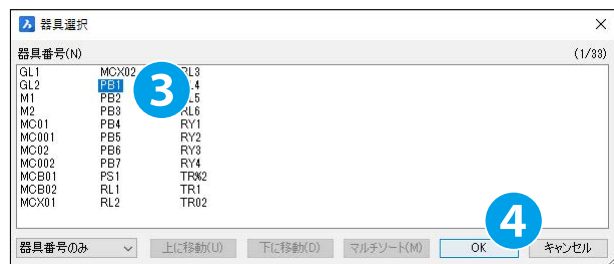 器具選択
器具番号(N) (1/33)
GL1 MCX02 RL3
GL2 PB1 3 RL4
M1 PB2 RL5
M2 PB3 RL6
MC01 PB4 RY1
MC001 PB5 RY2
MC02 PB6 RY3
MC002 PB7 RY4
MCB01 PS1 TR%2
MCB02 RL1 TR1
MCX01 RL2 TR02
4
器具番号のみ 上に移動(U) 下に移動(D) マルチソート(M) OK キャンセル